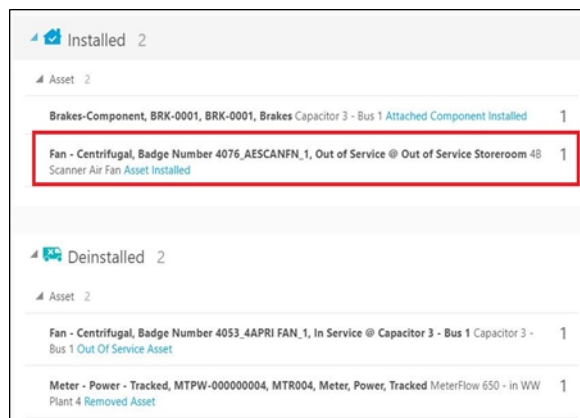 Installed 2
Asset 2
Brakes-Component, BRK-0001, BRK-0001, Brakes Capacitor 3 - Bus 1 Attached Component Installed 1
Fan - Centrifugal, Badge Number 4076_AESCANFN_1, Out of Service @ Out of Service Storeroom 4B 1
Scanner Air Fan Asset Installed
Deinstalled 2
Asset 2
Fan - Centrifugal, Badge Number 4053_4APRI FAN_1, In Service @ Capacitor 3 - Bus 1 Capacitor 3 - 1
Bus 1 Out Of Service Asset
Meter - Power - Tracked, MTPW-000000004, MTR004, Meter, Power, Tracked MeterFlow 650 - in WW 1
Plant 4 Removed Asset